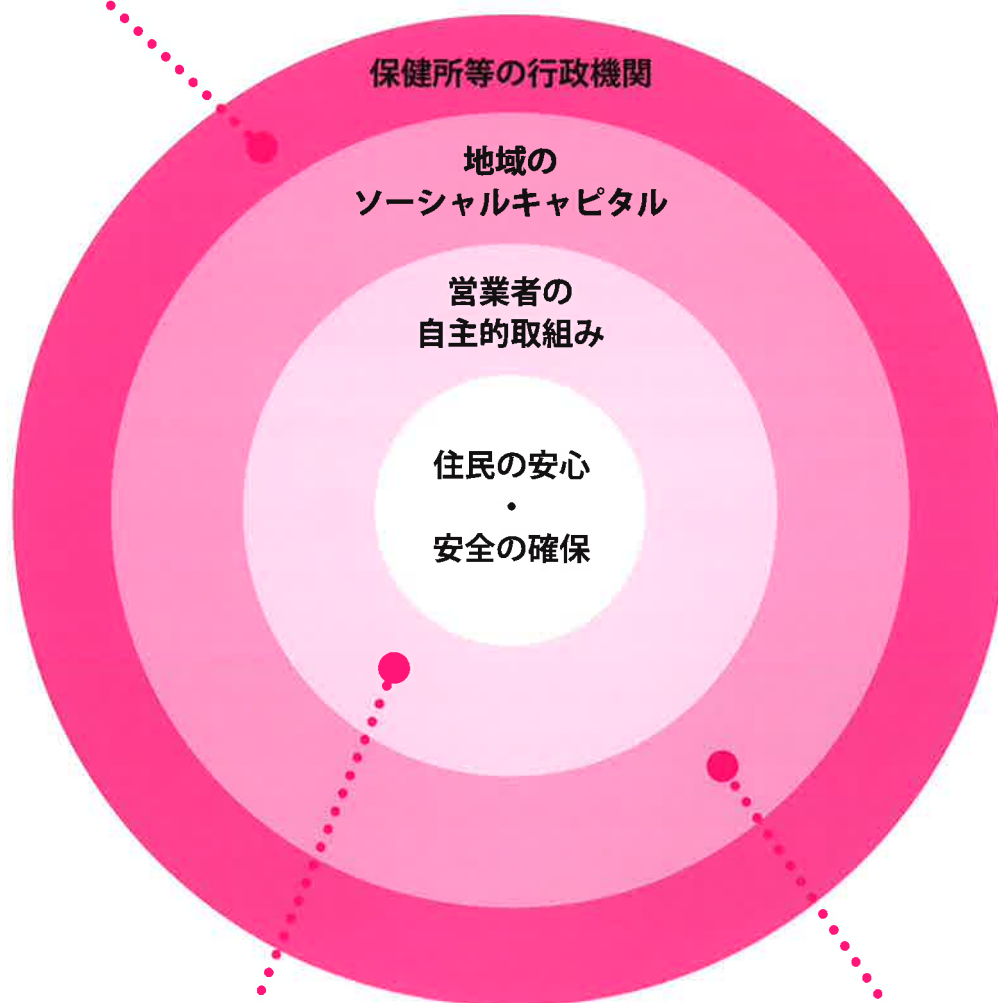 保健所等の行政機関
地域の
ソーシャルキャピタル
営業者の
自主的取組み
住民の安心
・
安全の確保